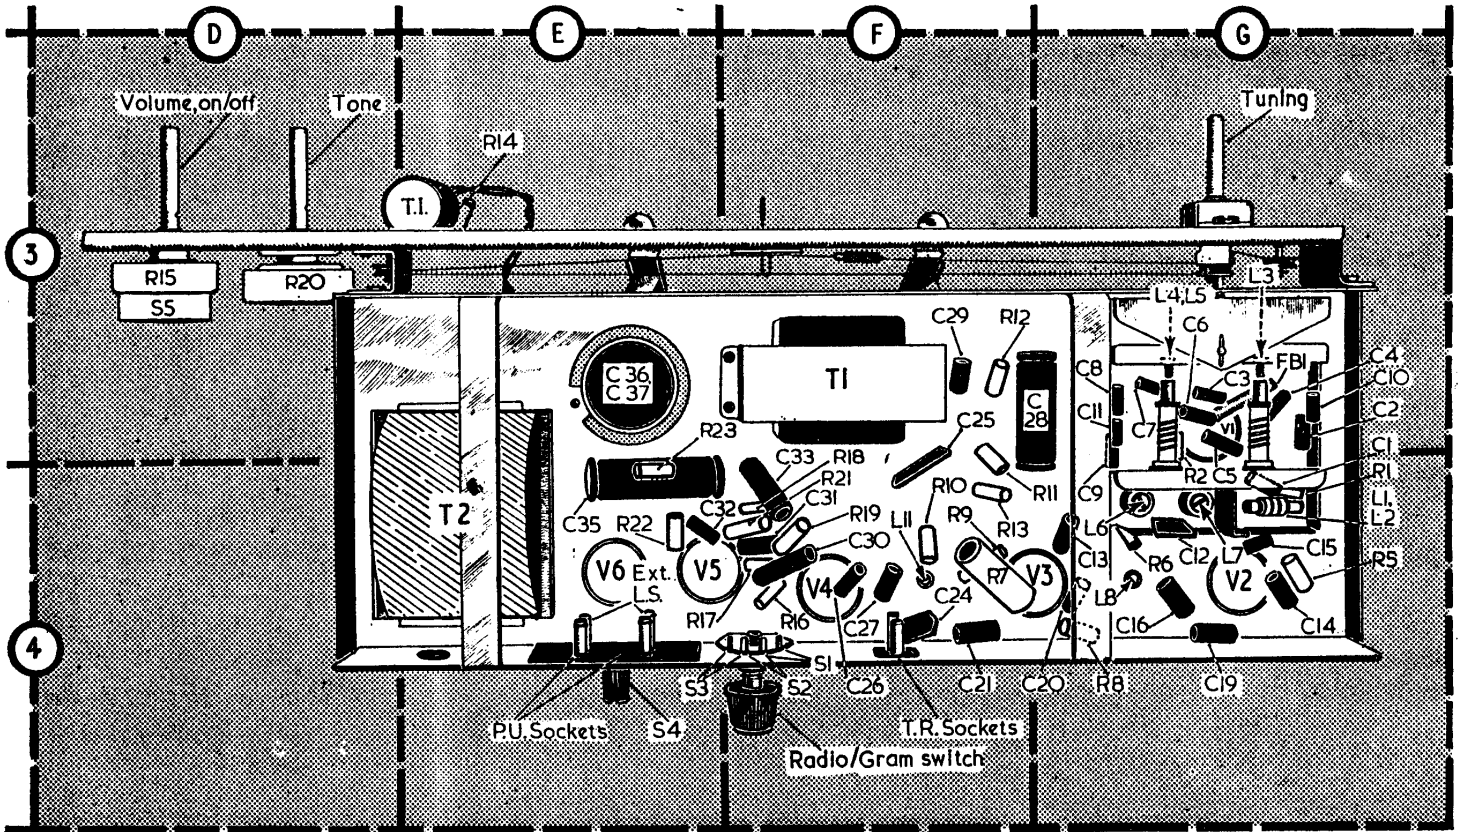 D E F G
Volume,on/off Tone Tuning
R14
T.I.
3
R15 R20
S5
L3
L4,L5
C29 R12 C6
C8 C3 FB1 C4
C10
C 36, C 37
T1
C 28
C11 C7 V1 C2
R23 C25
C33 R18 R11 C9 R2 C5 C1
R21 R1
C31 R10 L1,
T2 C35 C32 R19 L11 R9 R13 L6 L2
R22 C30 C13 R6 C12 L7 C15
V6 Ext. L.S. V5 V4 R7 V3 V2 R5
L8
C24
R17 R16 C27 C16 C14
4
S1
S3 S2 C26 C21 C20 R8 C19
P.U. Sockets S4 T.R. Sockets
Radio/Gram switch